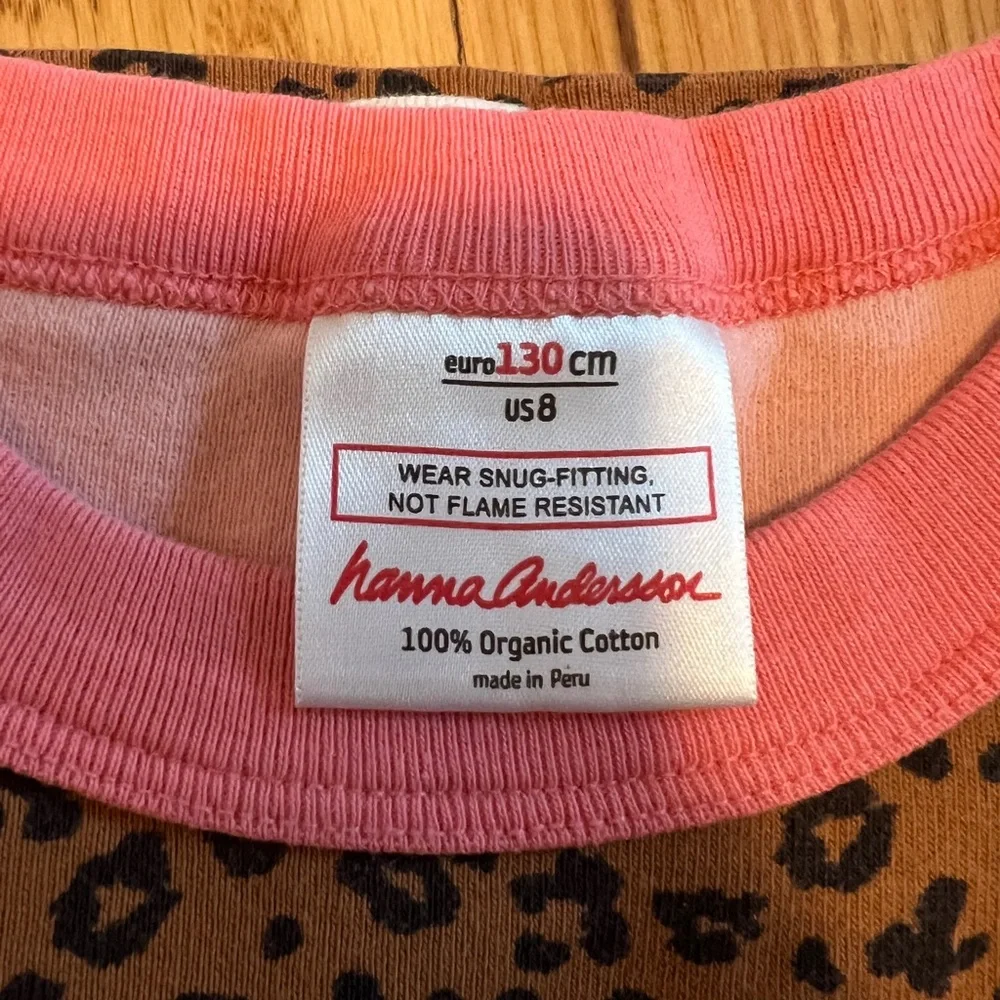 euro130cm
US8
WEAR SNUG-FITTING,
NOT FLAME RESISTANT
hanna Andersson
100% Organic Cotton
made in Peru